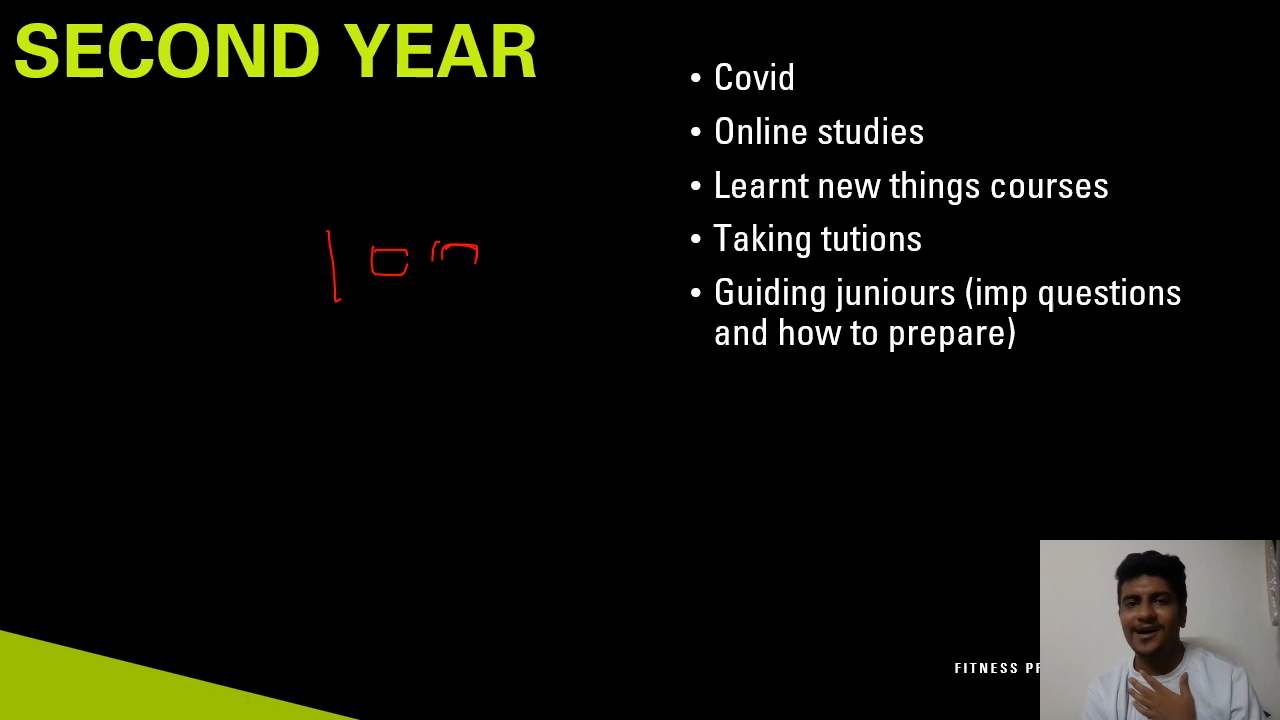 SECOND YEAR
• Covid
• Online studies
• Learnt new things courses
• Taking tutions
• Guiding juniours (imp questions
and how to prepare)
FITNESS